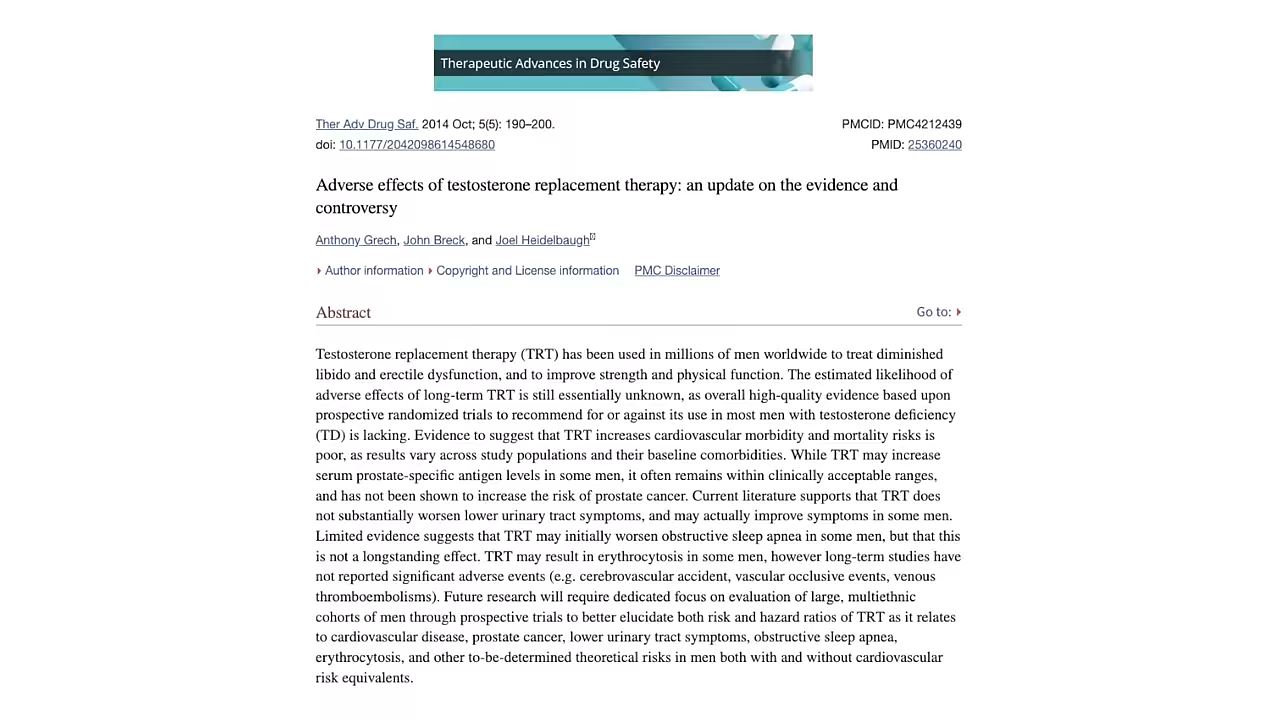 Therapeutic Advances in Drug Safety
Ther Adv Drug Saf. 2014 Oct; 5(5): 190–200.
PMCID: PMC4212439
doi: 10.1177/2042098614548680
PMID: 25360240
Adverse effects of testosterone replacement therapy: an update on the evidence and
controversy
Anthony Grech, John Breck, and Joel Heidelbaugh
Author information Copyright and License information PMC Disclaimer
Abstract
Go to:
Testosterone replacement therapy (TRT) has been used in millions of men worldwide to treat diminished
libido and erectile dysfunction, and to improve strength and physical function. The estimated likelihood of
adverse effects of long-term TRT is still essentially unknown, as overall high-quality evidence based upon
prospective randomized trials to recommend for or against its use in most men with testosterone deficiency
(TD) is lacking. Evidence to suggest that TRT increases cardiovascular morbidity and mortality risks is
poor, as results vary across study populations and their baseline comorbidities. While TRT may increase
serum prostate-specific antigen levels in some men, it often remains within clinically acceptable ranges,
and has not been shown to increase the risk of prostate cancer. Current literature supports that TRT does
not substantially worsen lower urinary tract symptoms, and may actually improve symptoms in some men.
Limited evidence suggests that TRT may initially worsen obstructive sleep apnea in some men, but that this
is not a longstanding effect. TRT may result in erythrocytosis in some men, however long-term studies have
not reported significant adverse events (e.g. cerebrovascular accident, vascular occlusive events, venous
thromboembolisms). Future research will require dedicated focus on evaluation of large, multiethnic
cohorts of men through prospective trials to better elucidate both risk and hazard ratios of TRT as it relates
to cardiovascular disease, prostate cancer, lower urinary tract symptoms, obstructive sleep apnea,
erythrocytosis, and other to-be-determined theoretical risks in men both with and without cardiovascular
risk equivalents.